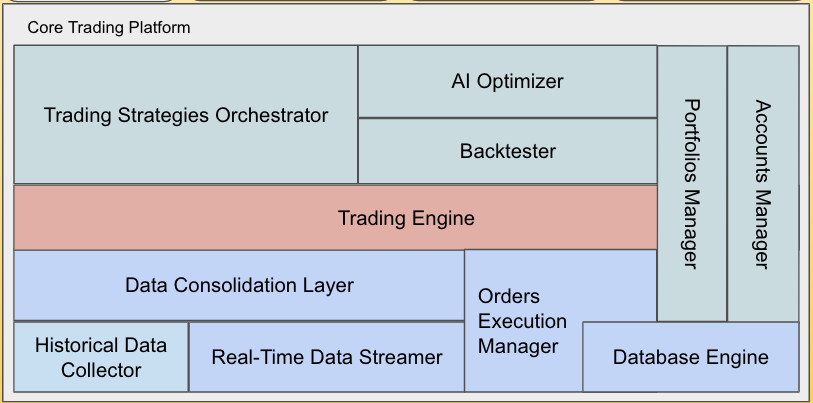 Core Trading Platform
Trading Strategies Orchestrator
AI Optimizer
Backtester
Portfolios Manager
Accounts Manager
Trading Engine
Data Consolidation Layer
Orders
Execution
Manager
Historical Data
Collector
Real-Time Data Streamer
Database Engine